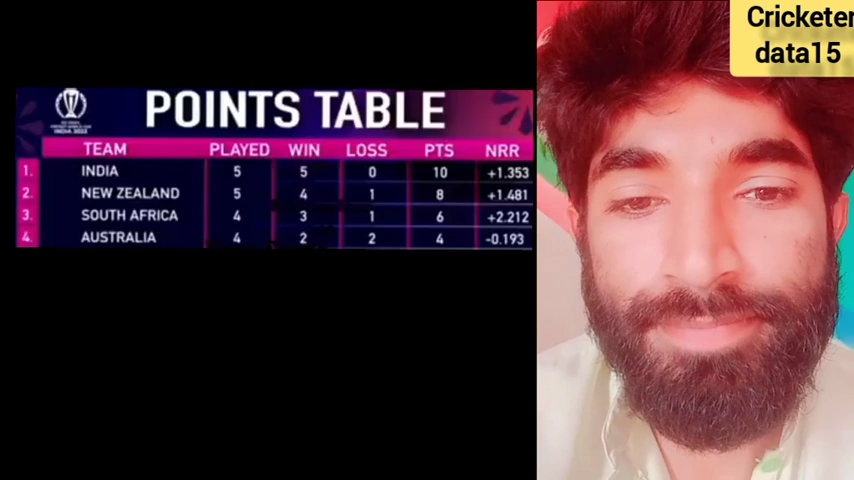 Cricketer
data15
POINTS TABLE
INDIA 2023
TEAM PLAYED WIN LOSS PTS NRR
1. INDIA 5 5 0 10 +1.353
2. NEW ZEALAND 5 4 1 8 +1.481
3. SOUTH AFRICA 4 3 1 6 +2.212
4. AUSTRALIA 4 2 2 4 -0.193